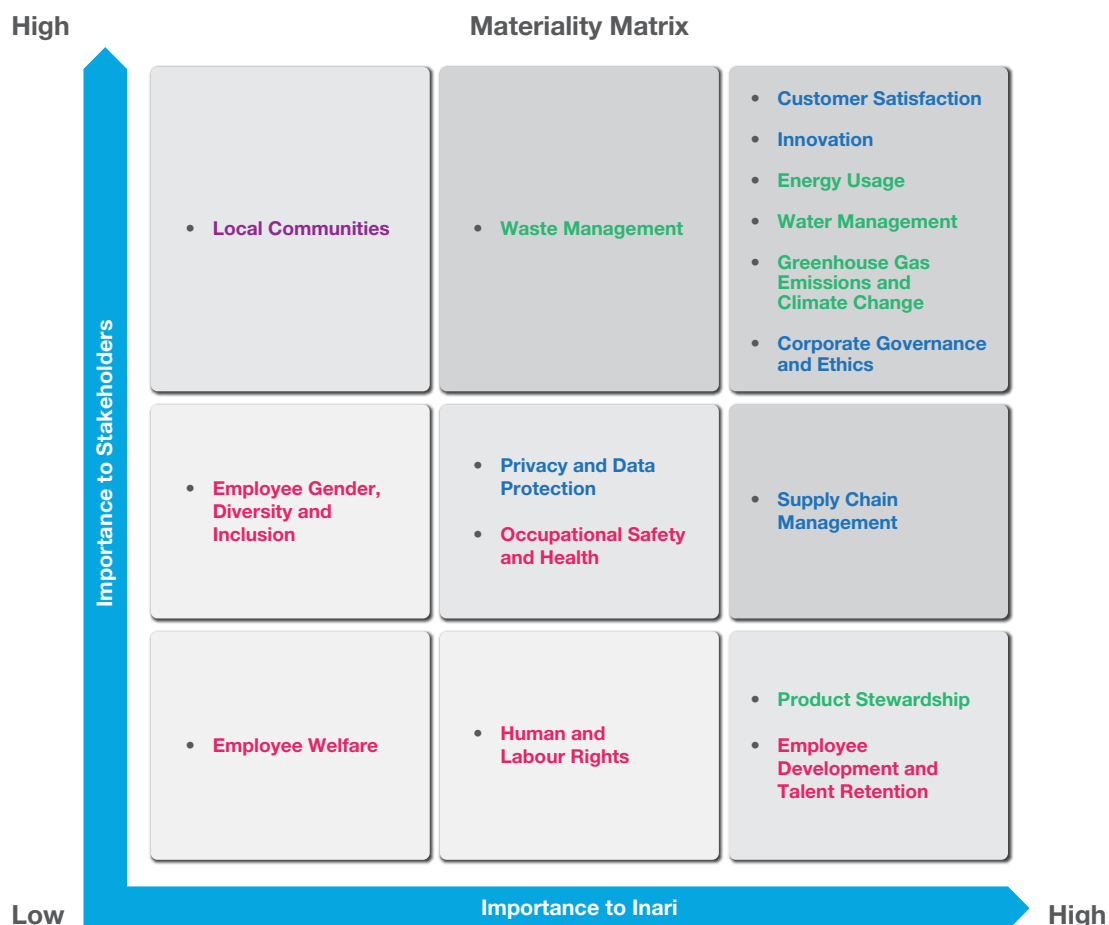 High
Materiality Matrix
• Local Communities
• Waste Management
• Customer Satisfaction
• Innovation
• Energy Usage
• Water Management
• Greenhouse Gas
Emissions and
Climate Change
• Corporate Governance
and Ethics
Importance to Stakeholders
• Employee Gender,
Diversity and
Inclusion
• Privacy and Data
Protection
• Occupational Safety
and Health
• Supply Chain
Management
• Employee Welfare
• Human and
Labour Rights
• Product Stewardship
• Employee
Development and
Talent Retention
Low
Importance to Inari
High